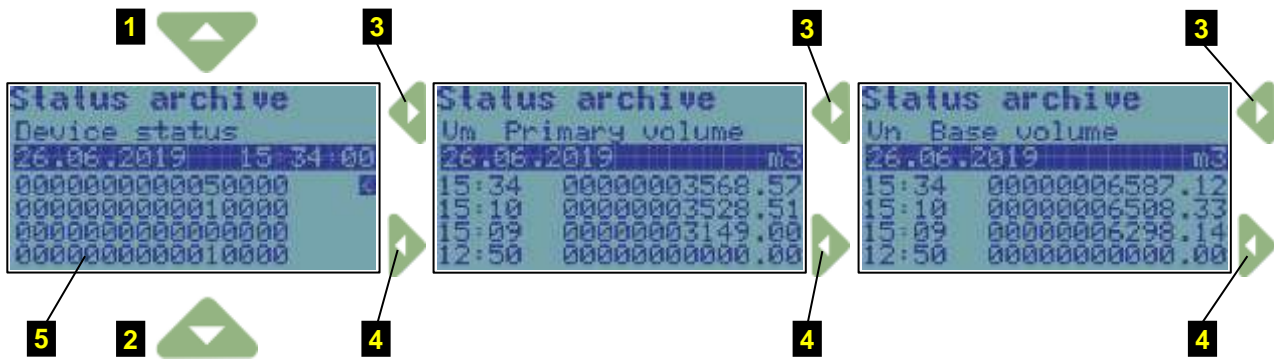 1
3
3
3
Status archive
Device status
26.06.2019 15:34:00
0000000000050000
0000000000010000
0000000000000000
0000000000010000
Status archive
Vm Primary volume
26.06.2019 m3
15:34 00000003568.57
15:10 00000003528.51
15:09 00000003149.00
12:50 00000000000.00
Status archive
Vn Base volume
26.06.2019 m3
15:34 00000006587.12
15:10 00000006508.33
15:09 00000006298.14
12:50 00000000000.00
5
2
4
4
4